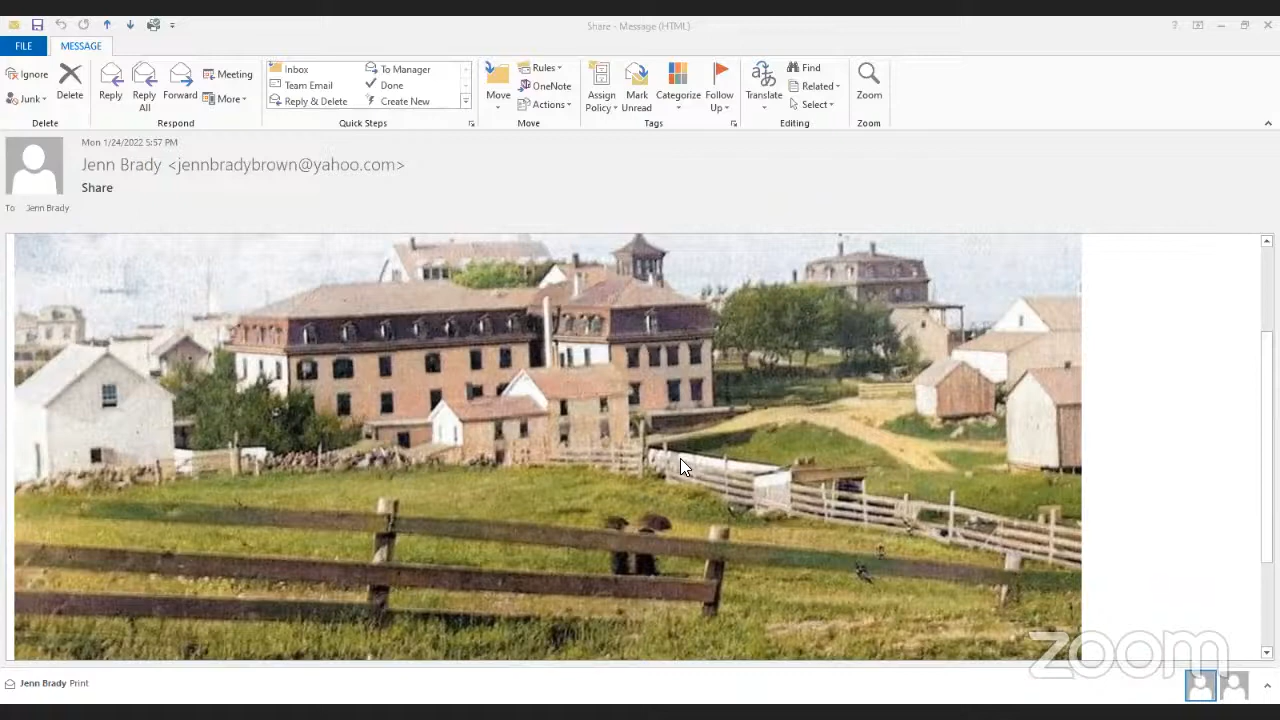 Share - Message (HTML)
FILE
MESSAGE
Ignore
Junk
Delete
Delete
Reply
Reply
All
Forward
Meeting
More
Respond
Inbox
Team Email
Reply & Delete
To Manager
Done
Create New
Quick Steps
Move
Rules
OneNote
Actions
Move
Assign
Policy
Mark
Unread
Categorize
Follow
Up
Tags
Translate
Find
Related
Select
Editing
Zoom
Zoom
Mon 1/24/2022 5:57 PM
Jenn Brady <jennbradybrown@yahoo.com>
Share
To Jenn Brady
zoom
Jenn Brady Print